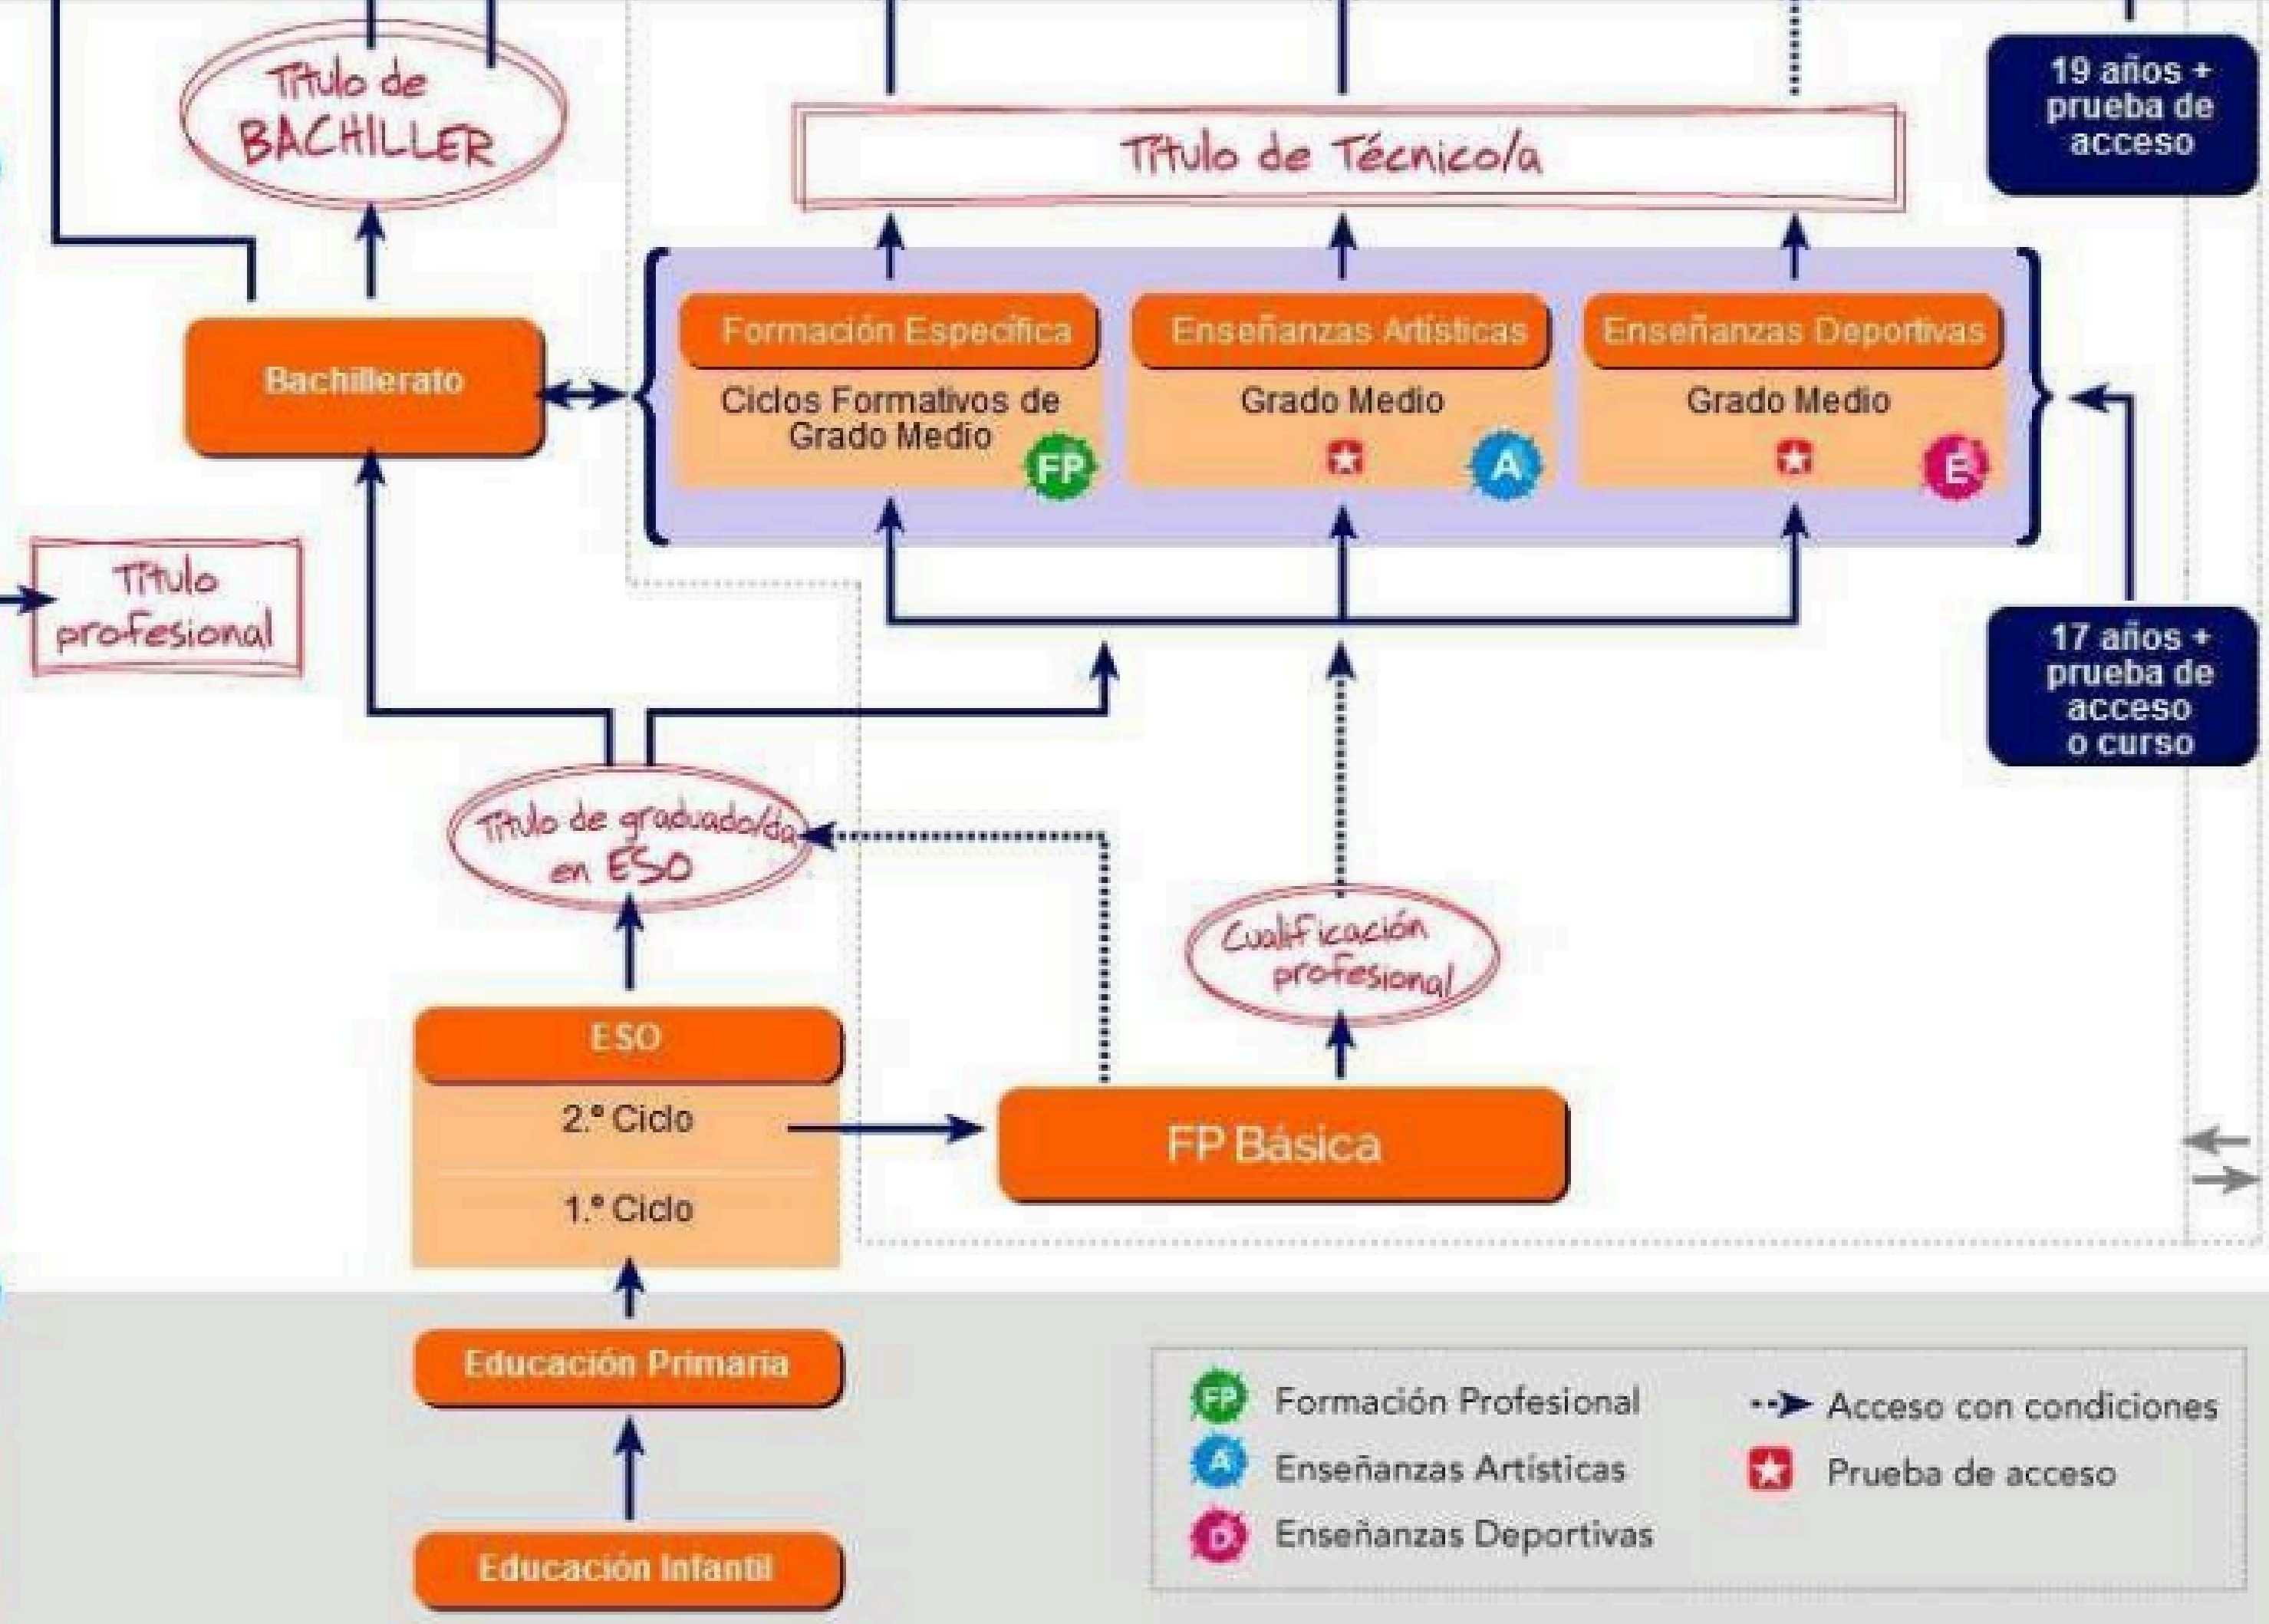 Título de
BACHILLER
19 años +
prueba de
acceso
Título de Técnico/a
Bachillerato
Formación Específica
Ciclos Formativos de
Grado Medio
FP
Enseñanzas Artísticas
Grado Medio
A
Enseñanzas Deportivas
Grado Medio
E
Título
profesional
17 años +
prueba de
acceso
o curso
Título de graduado/da
en ESO
Cualificación
profesional
ESO
2.º Ciclo
1.º Ciclo
FP Básica
Educación Primaria
Educación Infantil
FP Formación Profesional
A Enseñanzas Artísticas
D Enseñanzas Deportivas
Acceso con condiciones
Prueba de acceso